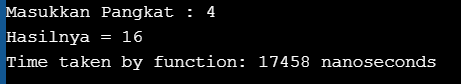 Masukkan Pangkat : 4
Hasilnya = 16
Time taken by function: 17458 nanoseconds